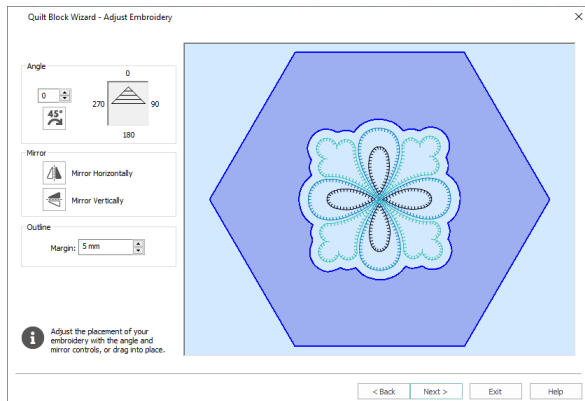 Quilt Block Wizard - Adjust Embroidery
Angle
0
0
45°
270
90
180
Mirror
Mirror Horizontally
Mirror Vertically
Outline
Margin: 5 mm
Adjust the placement of your
embroidery with the angle and
mirror controls, or drag into place.
< Back
Next >
Exit
Help